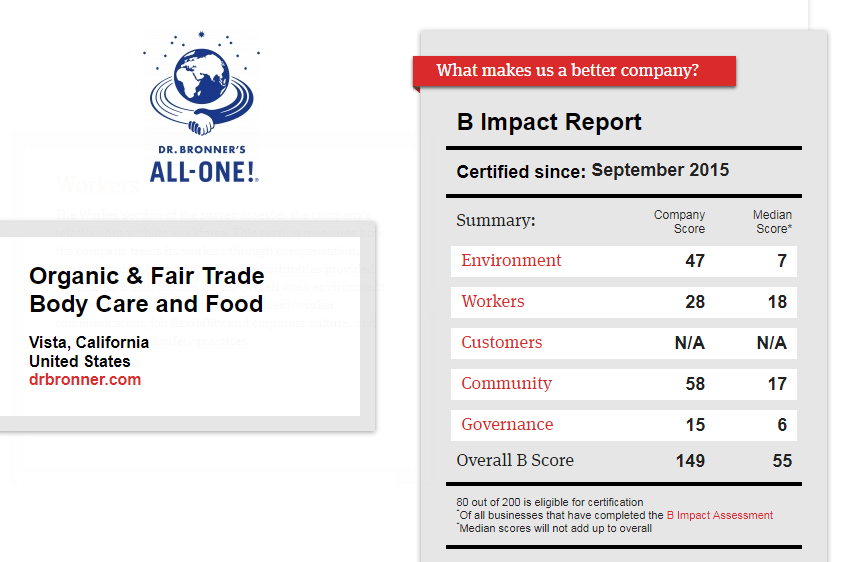 DR. BRONNER'S
ALL-ONE!
Organic & Fair Trade
Body Care and Food
Vista, California
United States
drbronner.com
What makes us a better company?
B Impact Report
Certified since: September 2015
Summary: Company Score Median Score*
Environment 47 7
Workers 28 18
Customers N/A N/A
Community 58 17
Governance 15 6
Overall B Score 149 55
80 out of 200 is eligible for certification
*Of all businesses that have completed the B Impact Assessment
*Median scores will not add up to overall